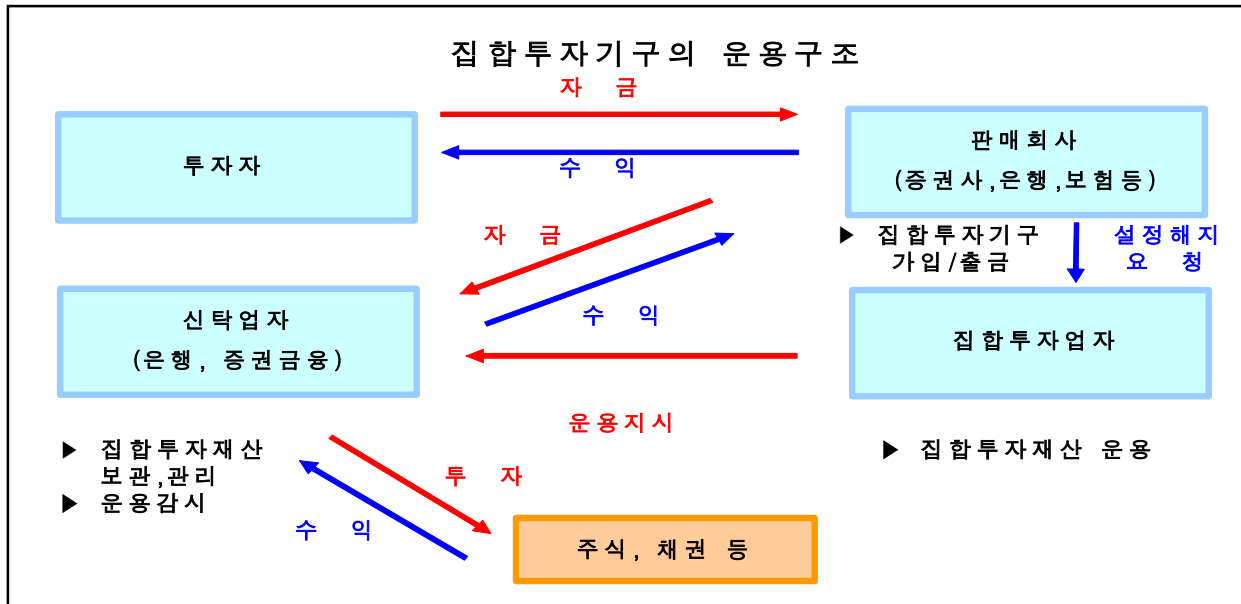 집합투자기구의 운용구조
자 금
투자자
수 익
판매회사
(증권사,은행,보험등)
자 금
▶ 집합투자기구
가입/출금
설정해지
요 청
수 익
신탁업자
(은행, 증권금융)
집합투자업자
운용지시
▶ 집합투자재산
보관,관리
▶ 운용감시
▶ 집합투자재산 운용
투 자
수 익
주식, 채권 등